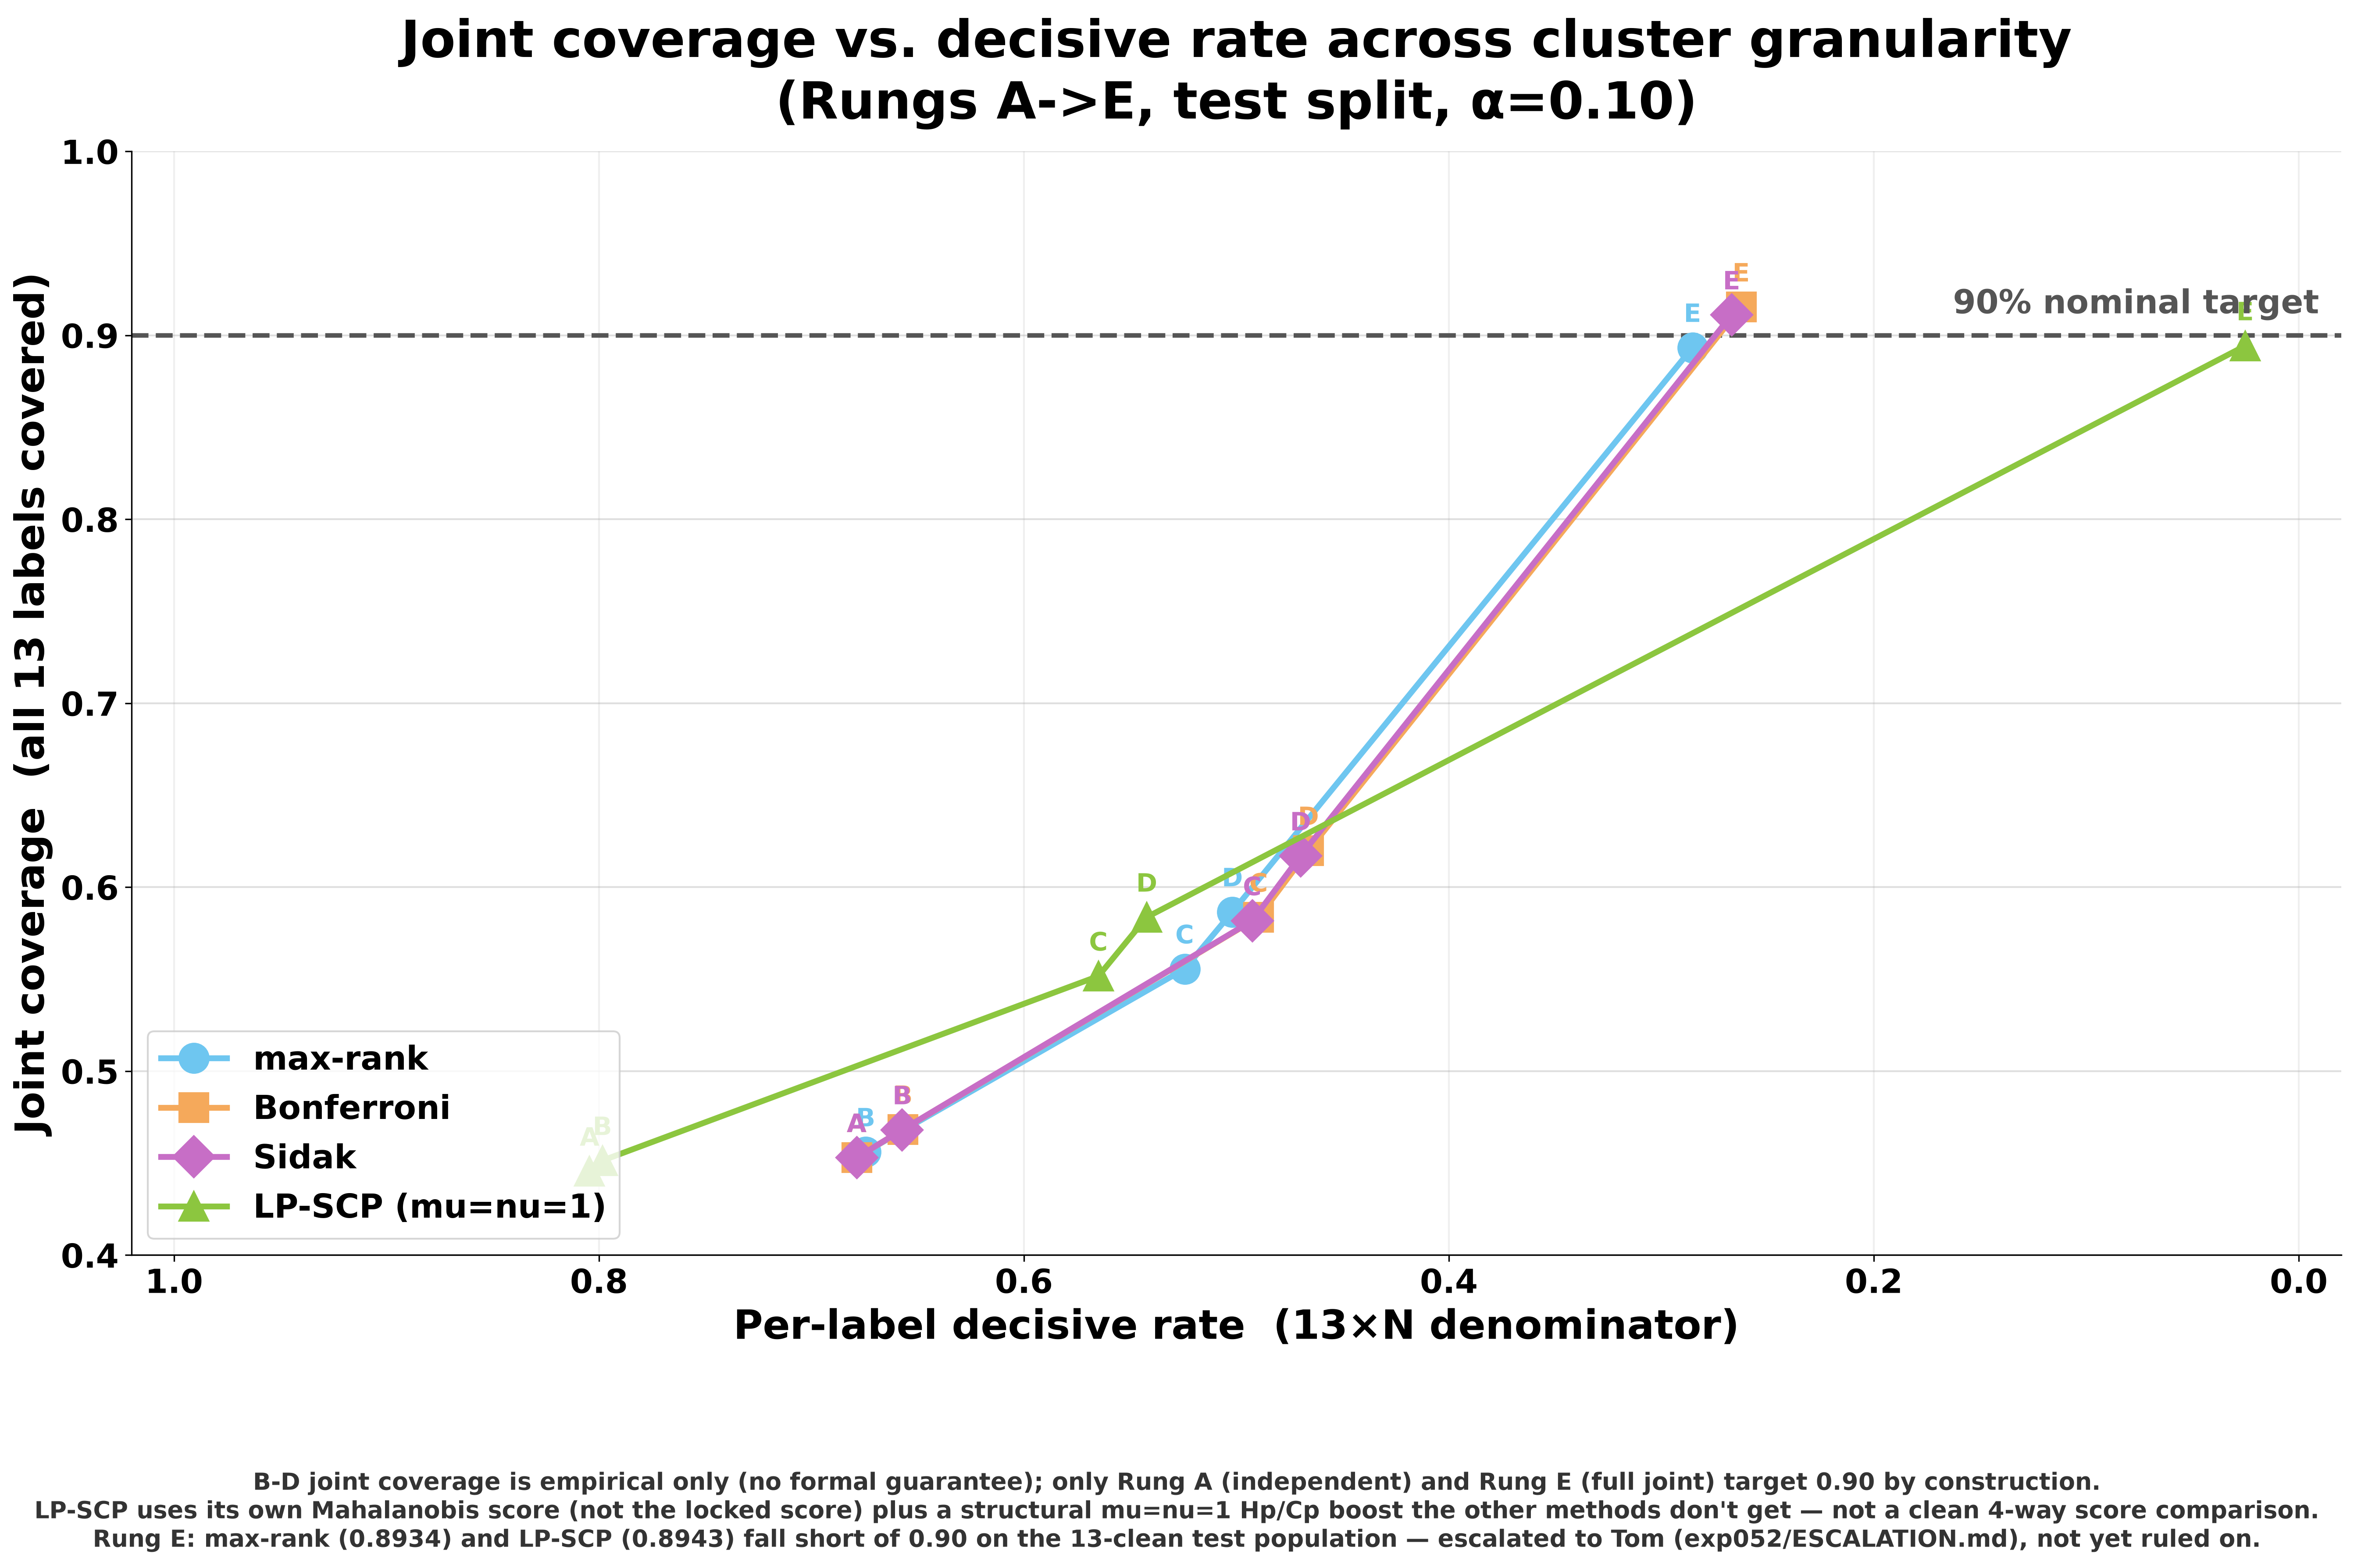 Joint coverage vs. decisive rate across cluster granularity
(Rungs A->E, test split, α=0.10)
Joint coverage  (all 13 labels covered)
1.0
0.9
0.8
0.7
0.6
0.5
0.4
90% nominal target
E
E
E
E
D
D
D
D
C
C
C
C
B
B
A
B
A
max-rank
Bonferroni
Sidak
LP-SCP (mu=nu=1)
1.0
0.8
0.6
0.4
0.2
0.0
Per-label decisive rate  (13×N denominator)
B-D joint coverage is empirical only (no formal guarantee); only Rung A (independent) and Rung E (full joint) target 0.90 by construction.
LP-SCP uses its own Mahalanobis score (not the locked score) plus a structural mu=nu=1 Hp/Cp boost the other methods don't get — not a clean 4-way score comparison.
Rung E: max-rank (0.8934) and LP-SCP (0.8943) fall short of 0.90 on the 13-clean test population — escalated to Tom (exp052/ESCALATION.md), not yet ruled on.